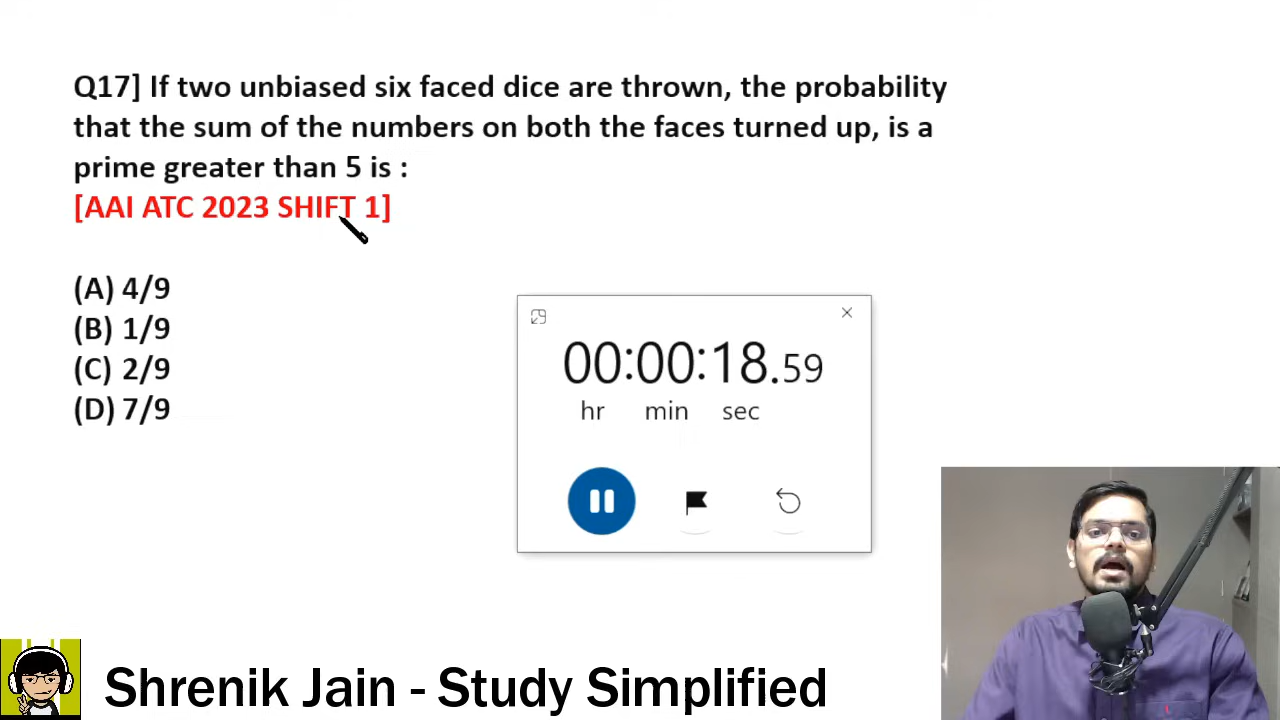 Q17] If two unbiased six faced dice are thrown, the probability
that the sum of the numbers on both the faces turned up, is a
prime greater than 5 is :
[AAI ATC 2023 SHIFT 1]
(A) 4/9
(B) 1/9
(C) 2/9
(D) 7/9
00:00:18.59
hr min sec
Shrenik Jain - Study Simplified